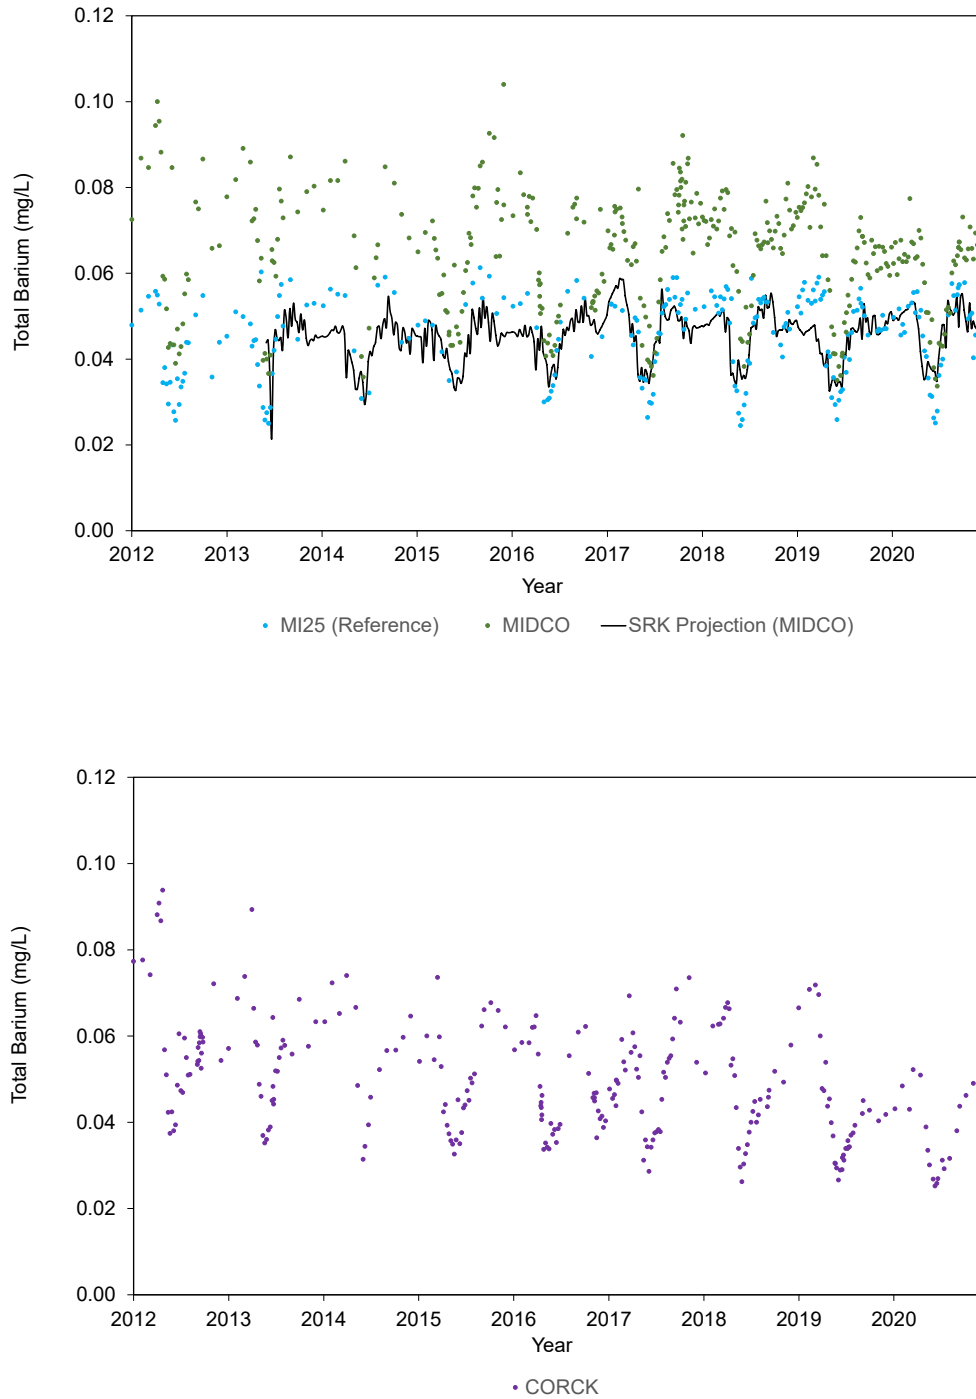 0.12
0.10
0.08
0.06
0.04
0.02
0.00
Total Barium (mg/L)
2012 2013 2014 2015 2016 2017 2018 2019 2020
Year
MI25 (Reference) MIDCO SRK Projection (MIDCO)
0.12
0.10
0.08
0.06
0.04
0.02
0.00
Total Barium (mg/L)
2012 2013 2014 2015 2016 2017 2018 2019 2020
Year
CORCK